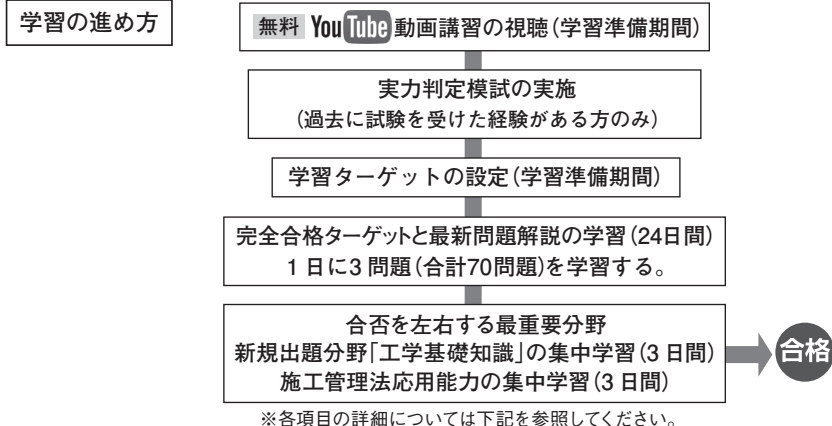 学習の進め方
無料 YouTube 動画講習の視聴(学習準備期間)
実力判定模試の実施
(過去に試験を受けた経験がある方のみ)
学習ターゲットの設定(学習準備期間)
完全合格ターゲットと最新問題解説の学習(24日間)
1日に3問題(合計70問題)を学習する。
合否を左右する最重要分野
新規出題分野「工学基礎知識」の集中学習(3日間)
施工管理法応用能力の集中学習(3日間)
合格
※各項目の詳細については下記を参照してください。